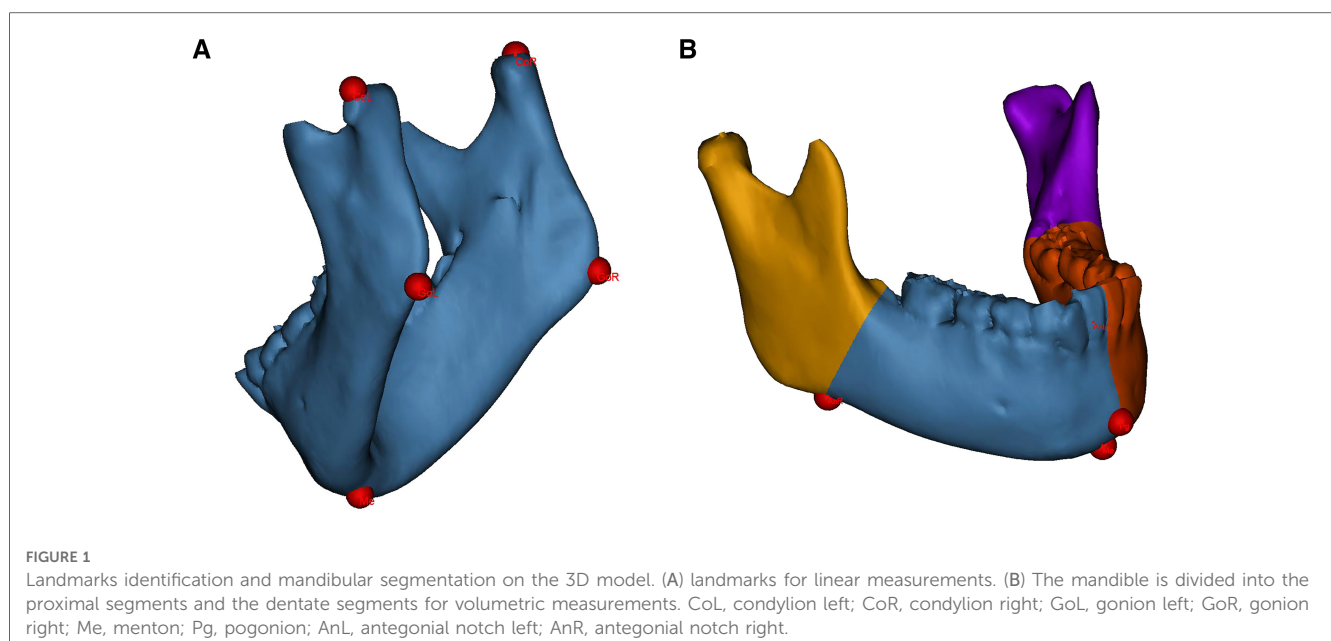 A
B
CoR
GoR
Me
FIGURE 1
Landmarks identification and mandibular segmentation on the 3D model. (A) landmarks for linear measurements. (B) The mandible is divided into the
proximal segments and the dentate segments for volumetric measurements. CoL, condylion left; CoR, condylion right; GoL, gonion left; GoR, gonion
right; Me, menton; Pg, pogonion; AnL, antegonial notch left; AnR, antegonial notch right.